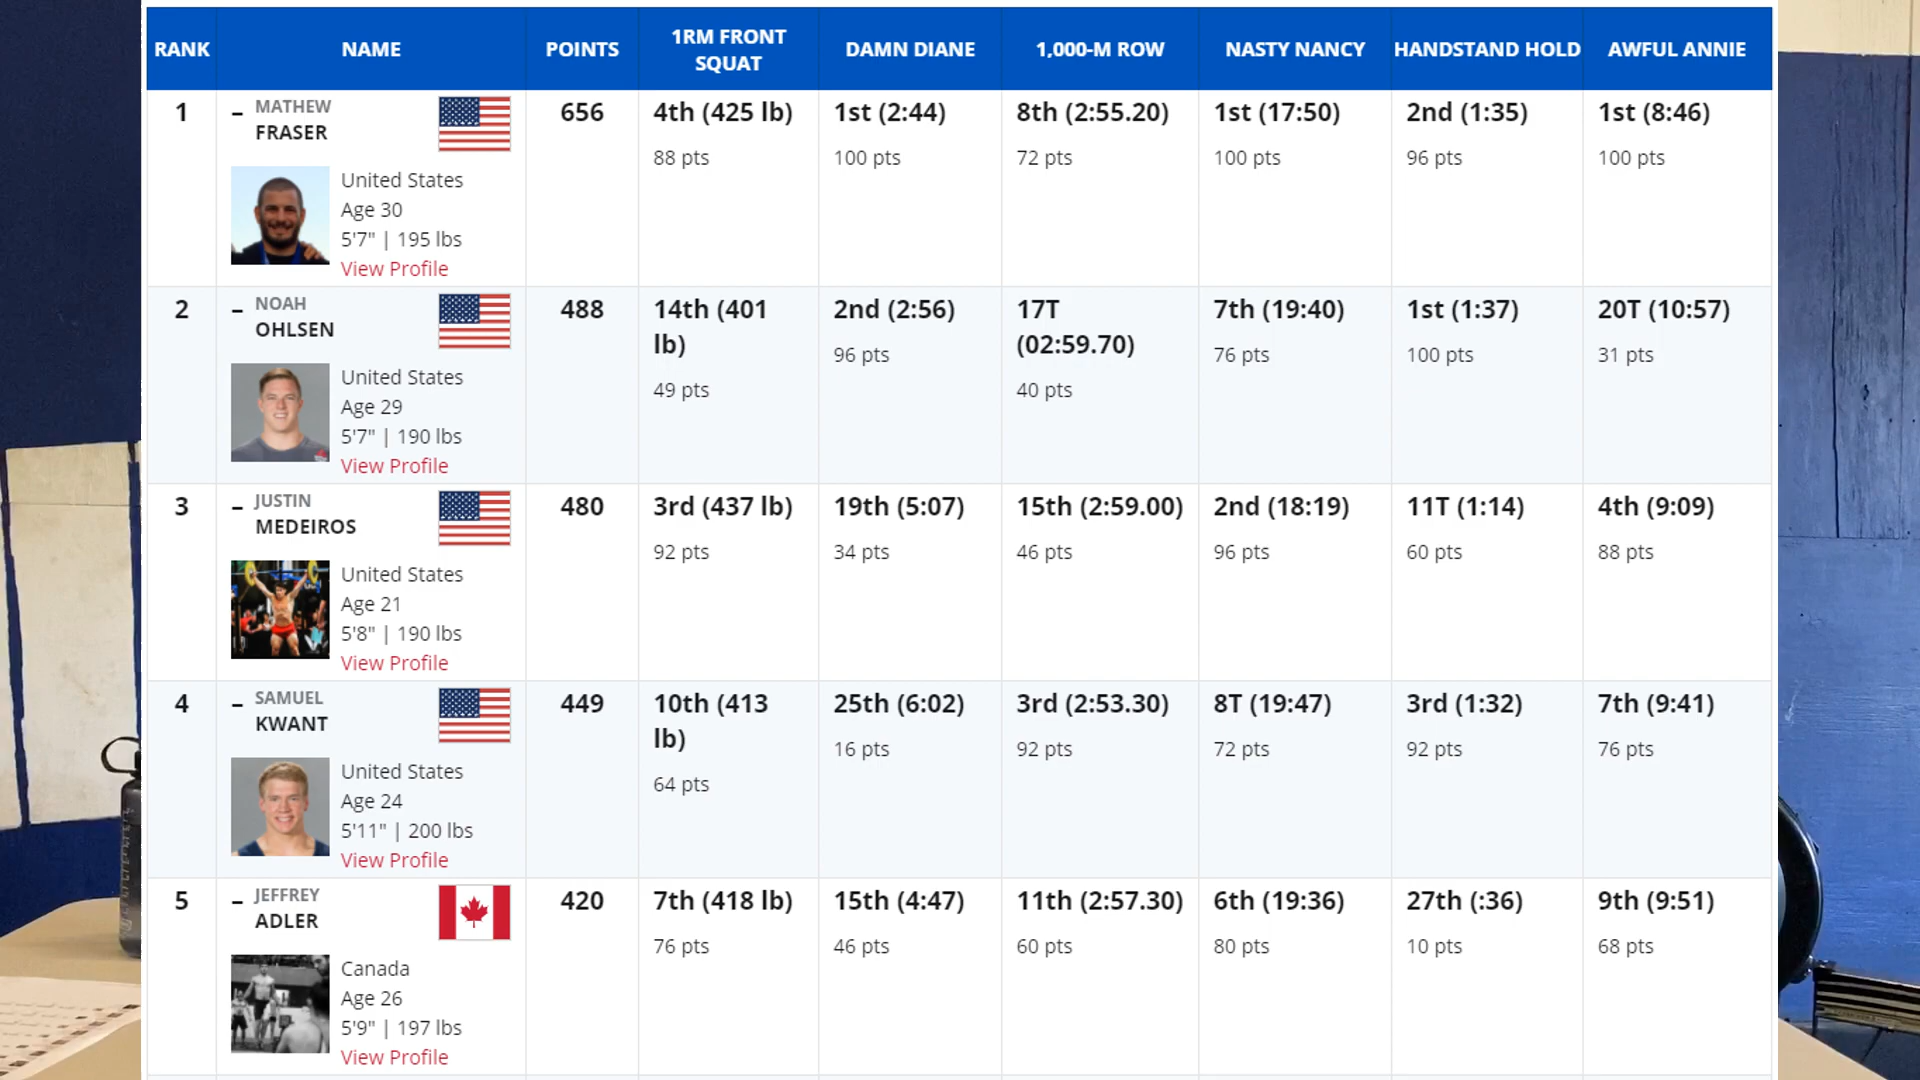 RANK
NAME
POINTS
1RM FRONT
SQUAT
DAMN DIANE
1,000-M ROW
NASTY NANCY
HANDSTAND HOLD
AWFUL ANNIE
1
– MATHEW
FRASER
United States
Age 30
5'7" | 195 lbs
View Profile
656
4th (425 lb)
88 pts
1st (2:44)
100 pts
8th (2:55.20)
72 pts
1st (17:50)
100 pts
2nd (1:35)
96 pts
1st (8:46)
100 pts
2
– NOAH
OHLSEN
United States
Age 29
5'7" | 190 lbs
View Profile
488
14th (401
lb)
49 pts
2nd (2:56)
96 pts
17T
(02:59.70)
40 pts
7th (19:40)
76 pts
1st (1:37)
100 pts
20T (10:57)
31 pts
3
– JUSTIN
MEDEIROS
United States
Age 21
5'8" | 190 lbs
View Profile
480
3rd (437 lb)
92 pts
19th (5:07)
34 pts
15th (2:59.00)
46 pts
2nd (18:19)
96 pts
11T (1:14)
60 pts
4th (9:09)
88 pts
4
– SAMUEL
KWANT
United States
Age 24
5'11" | 200 lbs
View Profile
449
10th (413
lb)
64 pts
25th (6:02)
16 pts
3rd (2:53.30)
92 pts
8T (19:47)
72 pts
3rd (1:32)
92 pts
7th (9:41)
76 pts
5
– JEFFREY
ADLER
Canada
Age 26
5'9" | 197 lbs
View Profile
420
7th (418 lb)
76 pts
15th (4:47)
46 pts
11th (2:57.30)
60 pts
6th (19:36)
80 pts
27th (:36)
10 pts
9th (9:51)
68 pts